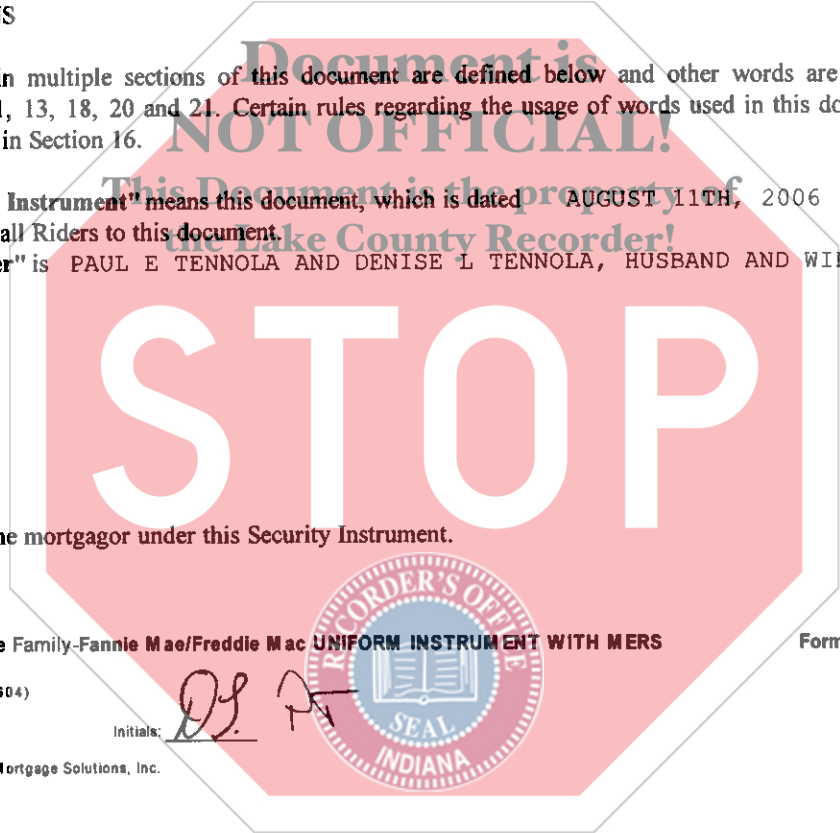 NS
Document is
in multiple sections of this document are defined below and other words are
1, 13, 18, 20 and 21. Certain rules regarding the usage of words used in this do
NOT OFFICIAL!
in Section 16.
This Document is the property of
Instrument" means this document, which is dated AUGUST 11TH, 2006
the Lake County Recorder!
all Riders to this document.
er" is PAUL E TENNOLA AND DENISE L TENNOLA, HUSBAND AND WI
STOP
he mortgagor under this Security Instrument.
RECORDER'S OFFICE
e Family-Fannie Mae/Freddie Mac UNIFORM INSTRUMENT WITH MERS Form
604)
Initials:
SEAL
INDIANA
Mortgage Solutions, Inc.